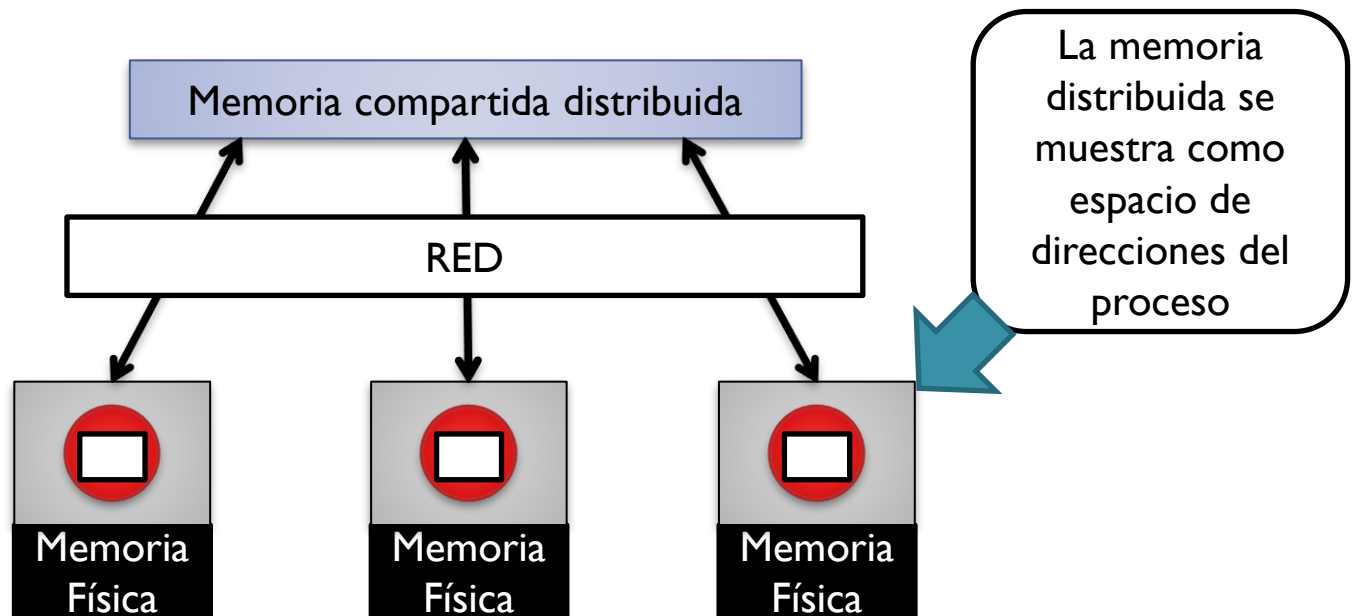 Memoria compartida distribuida
La memoria
distribuida se
muestra como
espacio de
direcciones del
proceso
RED
Memoria
Física
Memoria
Física
Memoria
Física